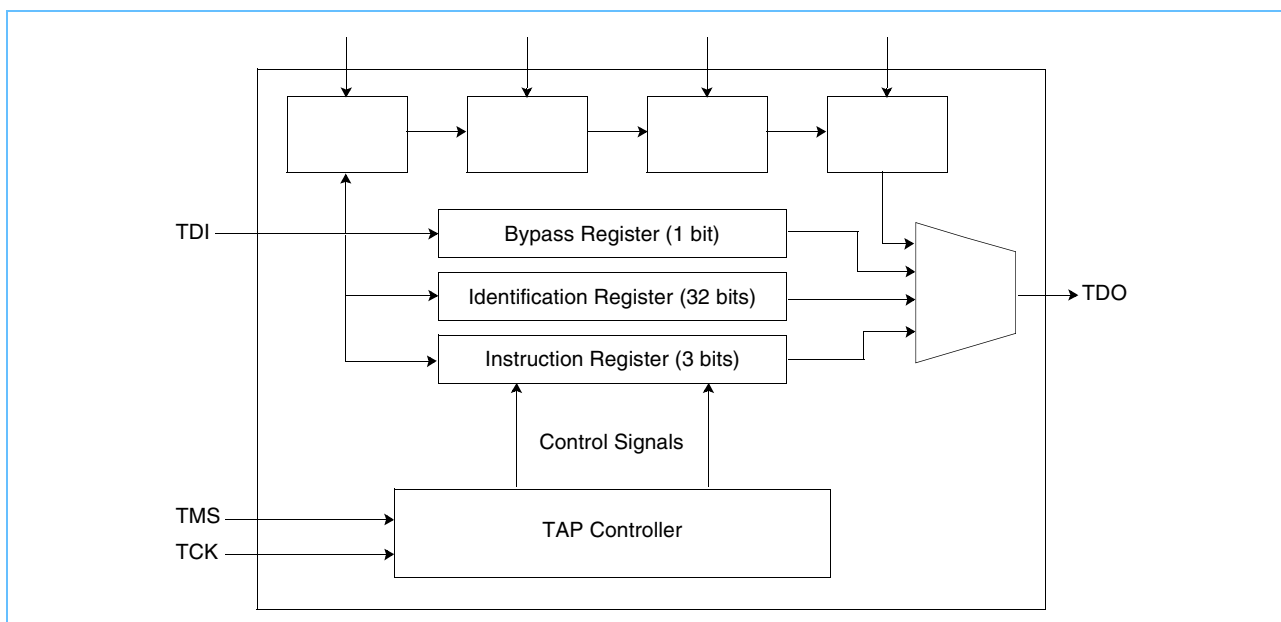 TDI
Bypass Register (1 bit)
Identification Register (32 bits)
TDO
Instruction Register (3 bits)
Control Signals
TMS
TAP Controller
TCK